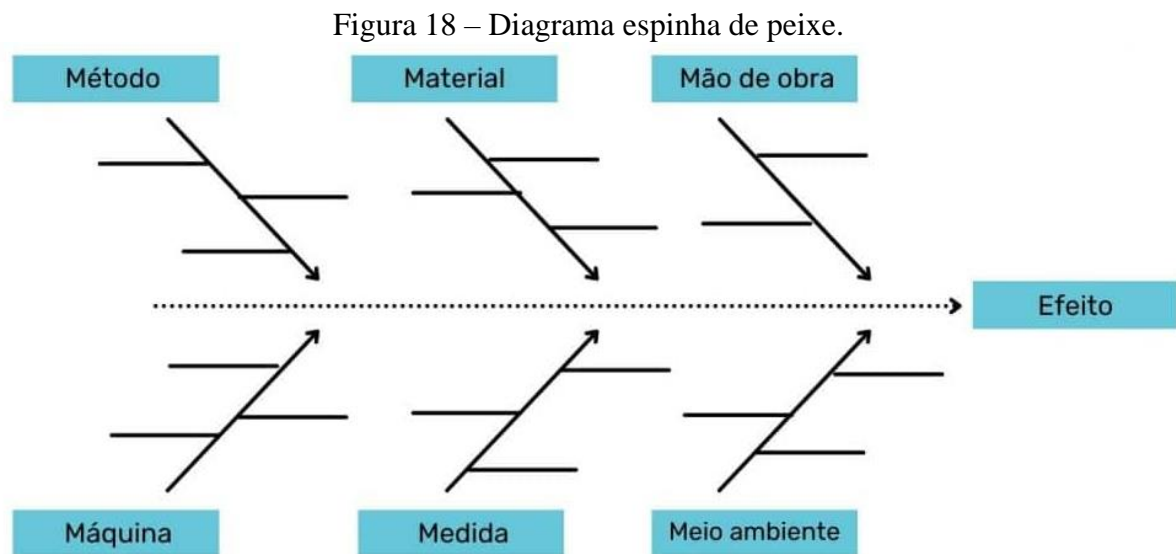 Figura 18 – Diagrama espinha de peixe.
Método
Material
Mão de obra
Efeito
Máquina
Medida
Meio ambiente